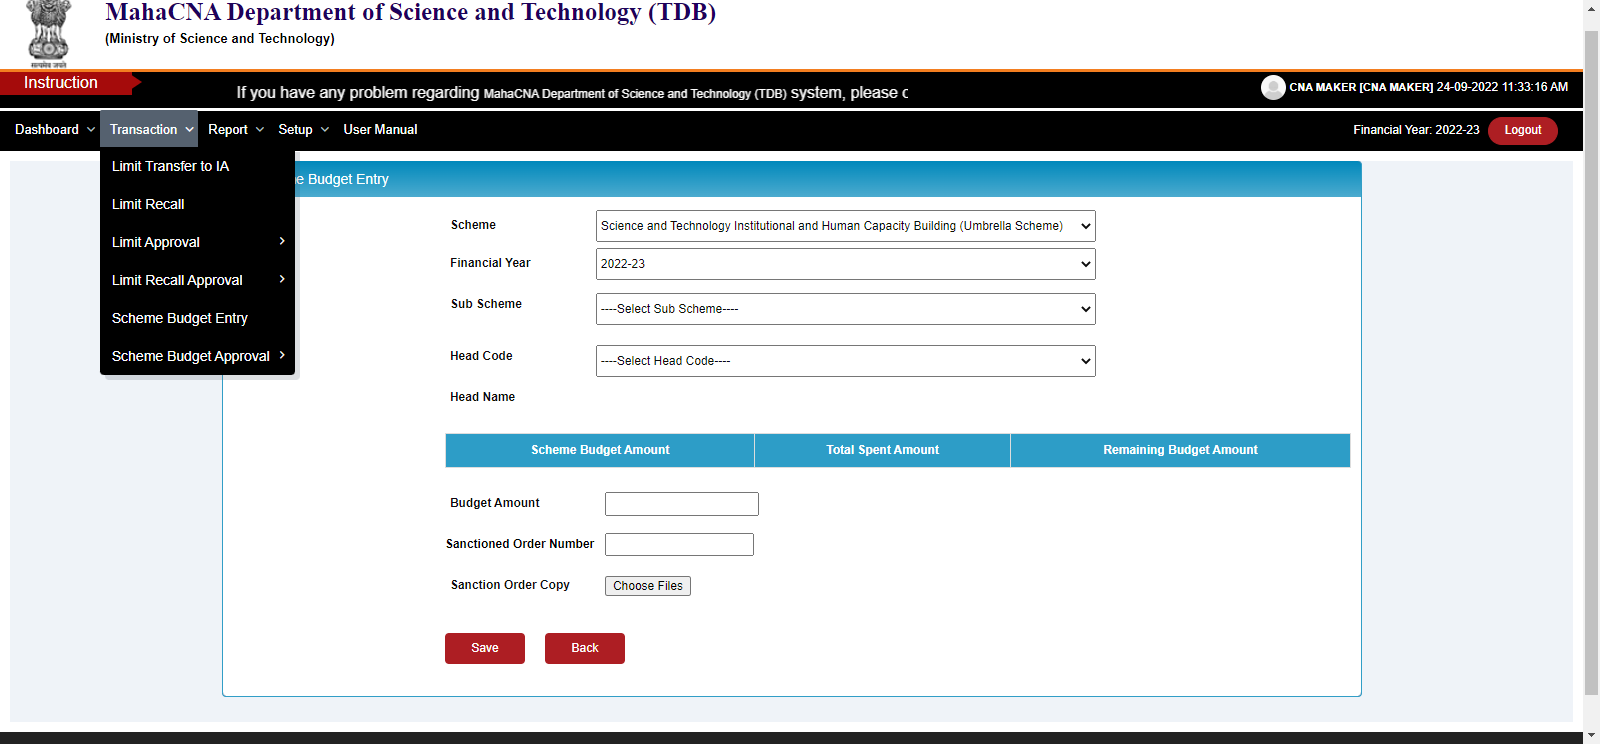 MahaCNA Department of Science and Technology (TDB)
(Ministry of Science and Technology)
सत्यमेव जयते
Instruction
If you have any problem regarding MahaCNA Department of Science and Technology (TDB) system, please c
CNA MAKER [CNA MAKER] 24-09-2022 11:33:16 AM
Dashboard Transaction Report Setup User Manual
Financial Year: 2022-23 Logout
Limit Transfer to IA
Limit Recall
Limit Approval
Limit Recall Approval
Scheme Budget Entry
Scheme Budget Approval
e Budget Entry
Scheme Science and Technology Institutional and Human Capacity Building (Umbrella Scheme)
Financial Year 2022-23
Sub Scheme ----Select Sub Scheme----
Head Code ----Select Head Code----
Head Name
Scheme Budget Amount Total Spent Amount Remaining Budget Amount
Budget Amount
Sanctioned Order Number
Sanction Order Copy Choose Files
Save Back